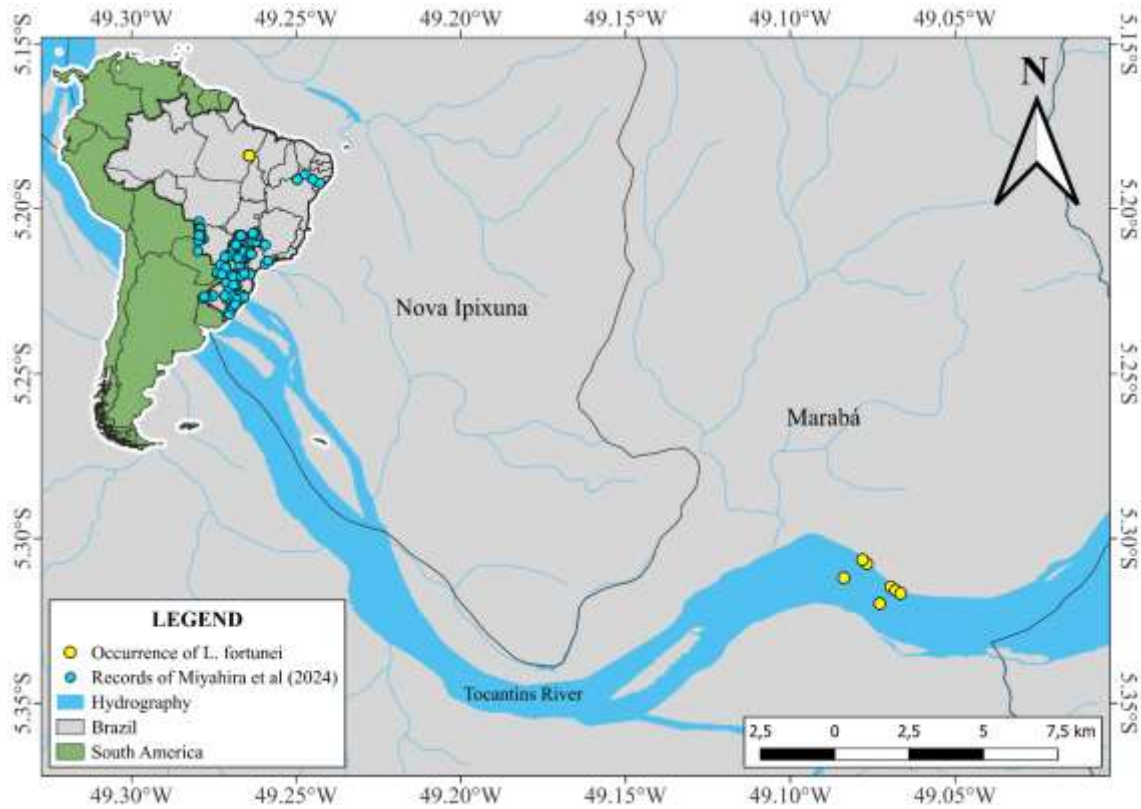 49.30°W 49.25°W 49.20°W 49.15°W 49.10°W 49.05°W
5.15°S 5.15°S
N
5.20°S 5.20°S
Nova Ipixuna
5.25°S 5.25°S
Marabá
5.30°S 5.30°S
LEGEND
Occurrence of L. fortunei
Records of Miyahira et al (2024)
Hydrography
Brazil
South America
Tocantins River
5.35°S 5.35°S
2,5 0 2,5 5 7,5 km
49.30°W 49.25°W 49.20°W 49.15°W 49.10°W 49.05°W